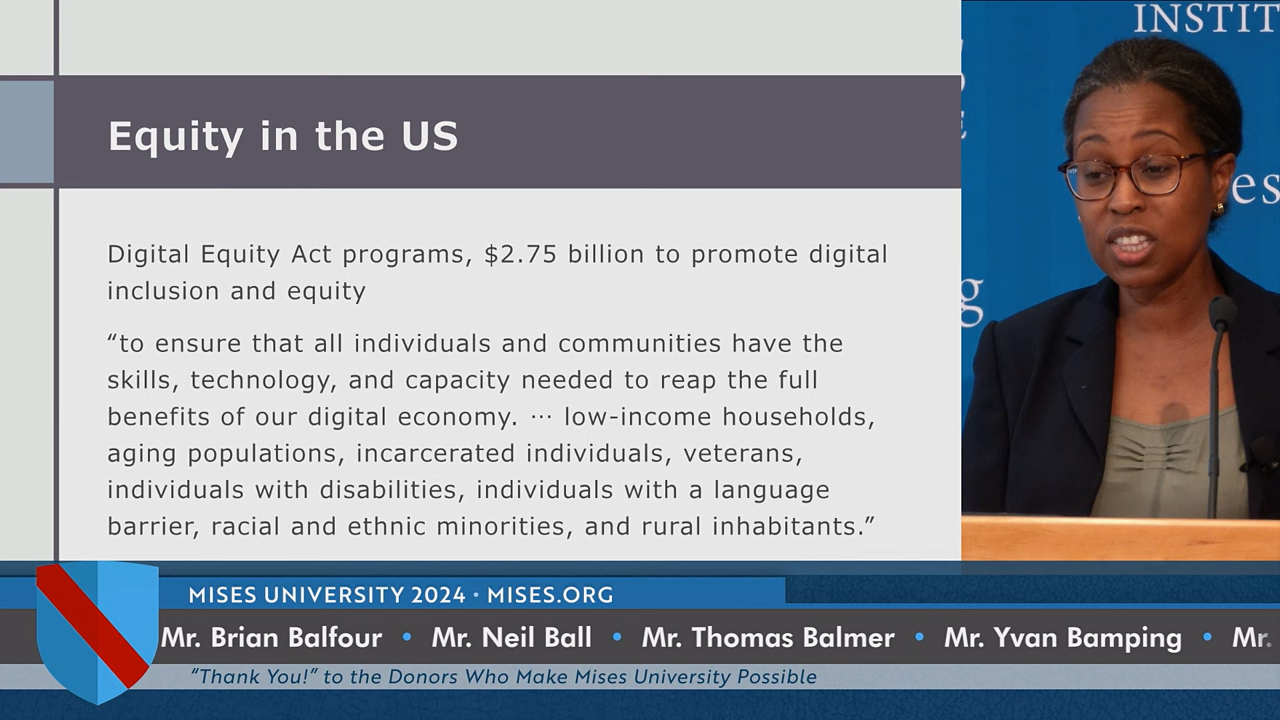 Equity in the US
Digital Equity Act programs, $2.75 billion to promote digital
inclusion and equity
“to ensure that all individuals and communities have the
skills, technology, and capacity needed to reap the full
benefits of our digital economy. ··· low-income households,
aging populations, incarcerated individuals, veterans,
individuals with disabilities, individuals with a language
barrier, racial and ethnic minorities, and rural inhabitants.”
INSTIT
E
es
g
MISES UNIVERSITY 2024 • MISES.ORG
Mr. Brian Balfour • Mr. Neil Ball • Mr. Thomas Balmer • Mr. Yvan Bamping • Mr.
“Thank You!” to the Donors Who Make Mises University Possible